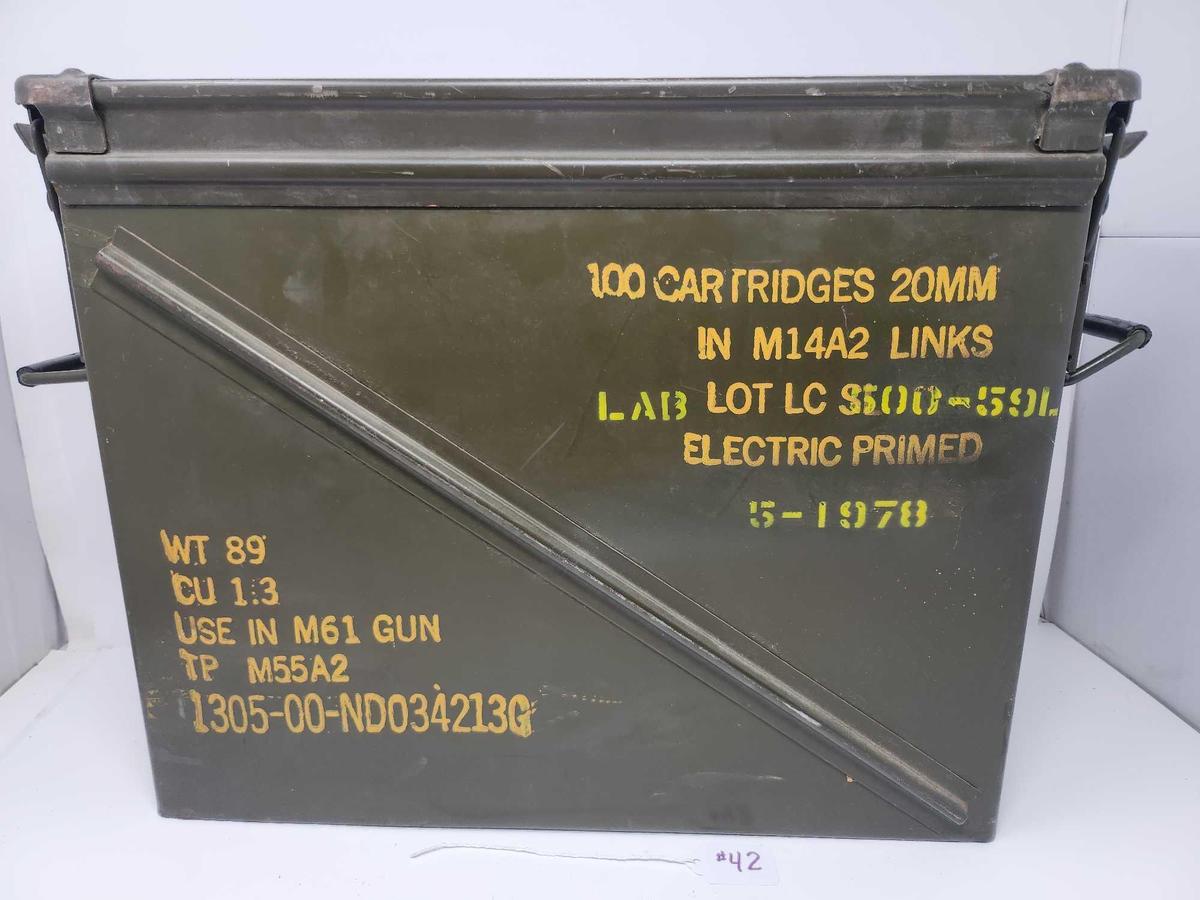 100 CARTRIDGES 20MM
IN M14A2 LINKS
LAB LOT LC
ELECTRIC PRIMED
5-1978
WT 89
CU 1.3
USE IN M61 GUN
TP M55A2
1305-00-ND034213G
#42